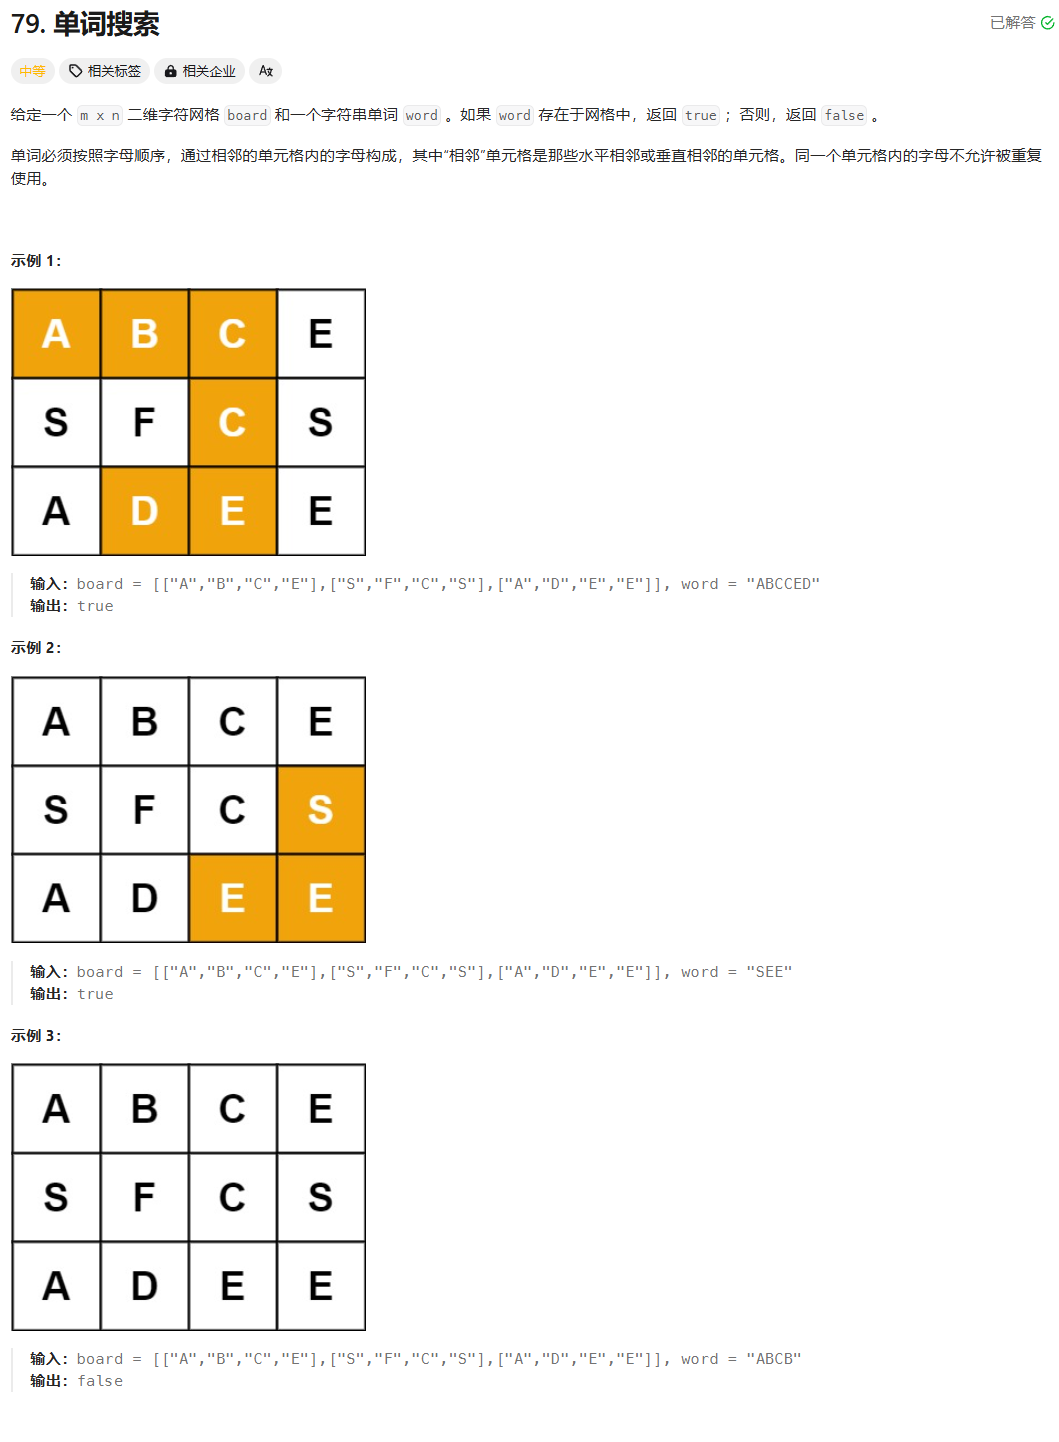 79. 单词搜索
已解答
中等
相关标签
相关企业
给定一个 m x n 二维字符网格 board 和一个字符串单词 word 。如果 word 存在于网格中，返回 true ；否则，返回 false 。
单词必须按照字母顺序，通过相邻的单元格内的字母构成，其中“相邻”单元格是那些水平相邻或垂直相邻的单元格。同一个单元格内的字母不允许被重复
使用。
示例 1：
A B C E
S F C S
A D E E
输入：board = [["A","B","C","E"],["S","F","C","S"],["A","D","E","E"]], word = "ABCCED"
输出：true
示例 2：
A B C E
S F C S
A D E E
输入：board = [["A","B","C","E"],["S","F","C","S"],["A","D","E","E"]], word = "SEE"
输出：true
示例 3：
A B C E
S F C S
A D E E
输入：board = [["A","B","C","E"],["S","F","C","S"],["A","D","E","E"]], word = "ABCB"
输出：false